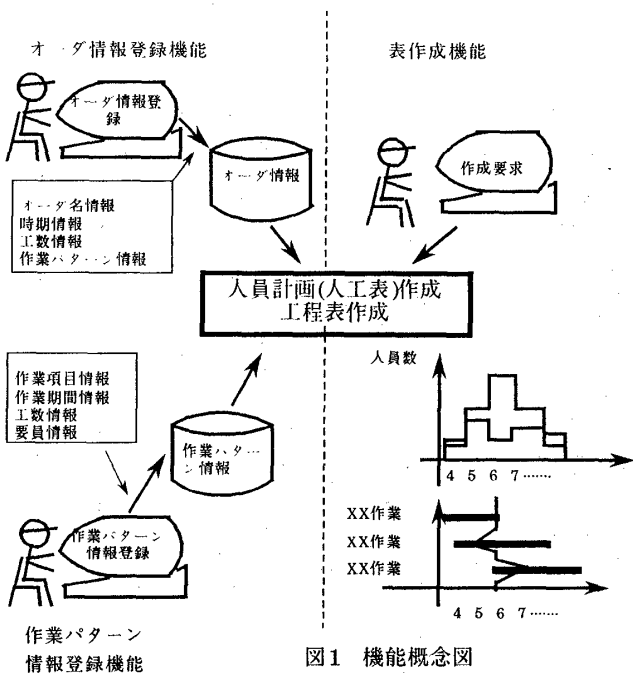 オーダ情報登録機能
表作成機能
オーダ情報登
録
オーダ情報
作成要求
オーダ名情報
時期情報
工数情報
作業パターン情報
人員計画(人工表)作成
工程表作成
人員数
4 5 6 7……
作業項目情報
作業期間情報
工数情報
要員情報
作業パター
ン情報
作業パターン
情報登録
XX作業
XX作業
XX作業
4 5 6 7……
作業パターン
情報登録機能
図1 機能概念図